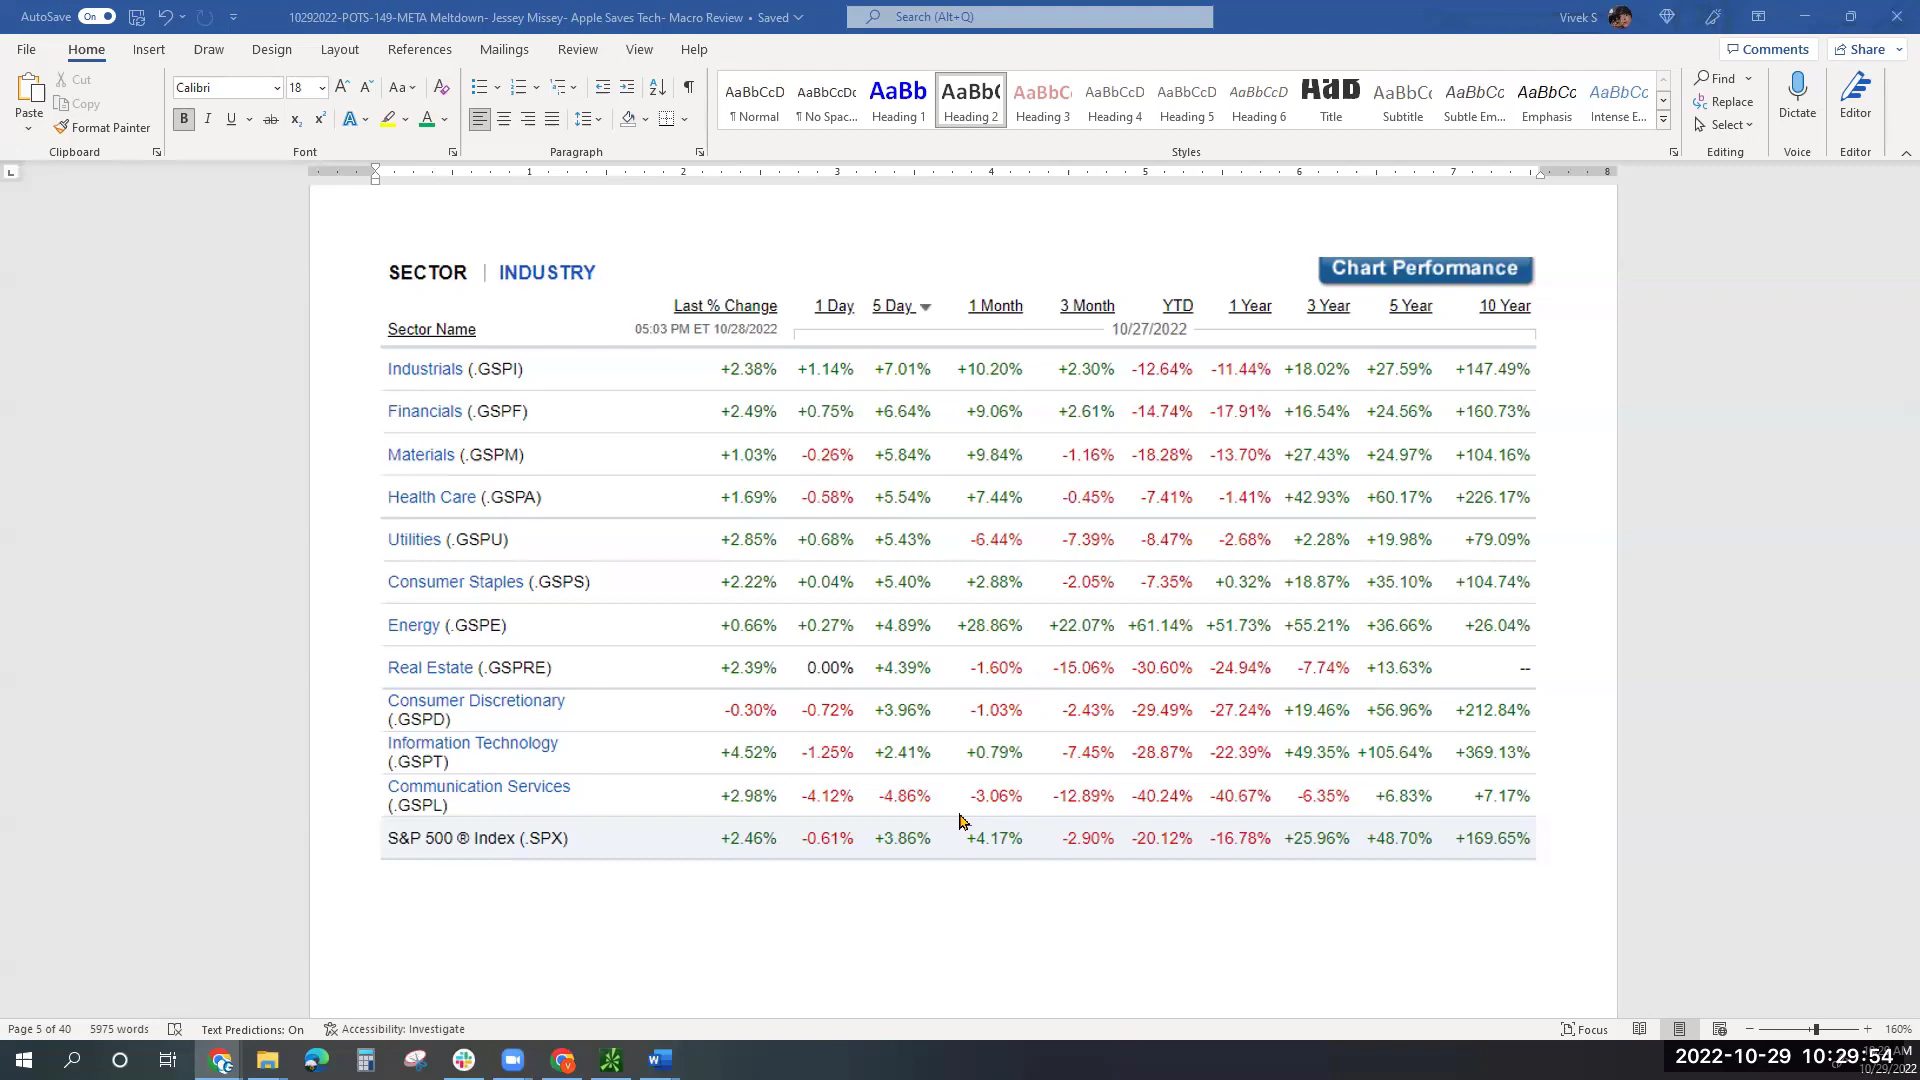 AutoSave On 10292022-POTS-149-META Meltdown- Jessey Missey- Apple Saves Tech- Macro Review • Saved Search (Alt+Q) Vivek S
File Home Insert Draw Design Layout References Mailings Review View Help Comments Share
Paste Cut Copy Format Painter Calibri 18 Aa Find Replace Select Dictate Editor
AaBbCcD AaBbCcDc AaBb AaBb( AaBbCc AaBbCcD AaBbCcD AaBbCcD AaB AaBbCc AaBbCc AaBbCc AaBbCc
¶ Normal ¶ No Spac... Heading 1 Heading 2 Heading 3 Heading 4 Heading 5 Heading 6 Title Subtitle Subtle Em... Emphasis Intense E...
Clipboard Font Paragraph Styles Editing Voice Editor
1 2 3 4 5 6 7 8
SECTOR | INDUSTRY Chart Performance
Last % Change 1 Day 5 Day 1 Month 3 Month YTD 1 Year 3 Year 5 Year 10 Year
Sector Name 05:03 PM ET 10/28/2022 10/27/2022
Industrials (.GSPI) +2.38% +1.14% +7.01% +10.20% +2.30% -12.64% -11.44% +18.02% +27.59% +147.49%
Financials (.GSPF) +2.49% +0.75% +6.64% +9.06% +2.61% -14.74% -17.91% +16.54% +24.56% +160.73%
Materials (.GSPM) +1.03% -0.26% +5.84% +9.84% -1.16% -18.28% -13.70% +27.43% +24.97% +104.16%
Health Care (.GSPA) +1.69% -0.58% +5.54% +7.44% -0.45% -7.41% -1.41% +42.93% +60.17% +226.17%
Utilities (.GSPU) +2.85% +0.68% +5.43% -6.44% -7.39% -8.47% -2.68% +2.28% +19.98% +79.09%
Consumer Staples (.GSPS) +2.22% +0.04% +5.40% +2.88% -2.05% -7.35% +0.32% +18.87% +35.10% +104.74%
Energy (.GSPE) +0.66% +0.27% +4.89% +28.86% +22.07% +61.14% +51.73% +55.21% +36.66% +26.04%
Real Estate (.GSPRE) +2.39% 0.00% +4.39% -1.60% -15.06% -30.60% -24.94% -7.74% +13.63% --
Consumer Discretionary
(.GSPD) -0.30% -0.72% +3.96% -1.03% -2.43% -29.49% -27.24% +19.46% +56.96% +212.84%
Information Technology
(.GSPT) +4.52% -1.25% +2.41% +0.79% -7.45% -28.87% -22.39% +49.35% +105.64% +369.13%
Communication Services
(.GSPL) +2.98% -4.12% -4.86% -3.06% -12.89% -40.24% -40.67% -6.35% +6.83% +7.17%
S&P 500 ® Index (.SPX) +2.46% -0.61% +3.86% +4.17% -2.90% -20.12% -16.78% +25.96% +48.70% +169.65%
Page 5 of 40 5975 words Text Predictions: On Accessibility: Investigate Focus 160%
2022-10-29 10:29:54